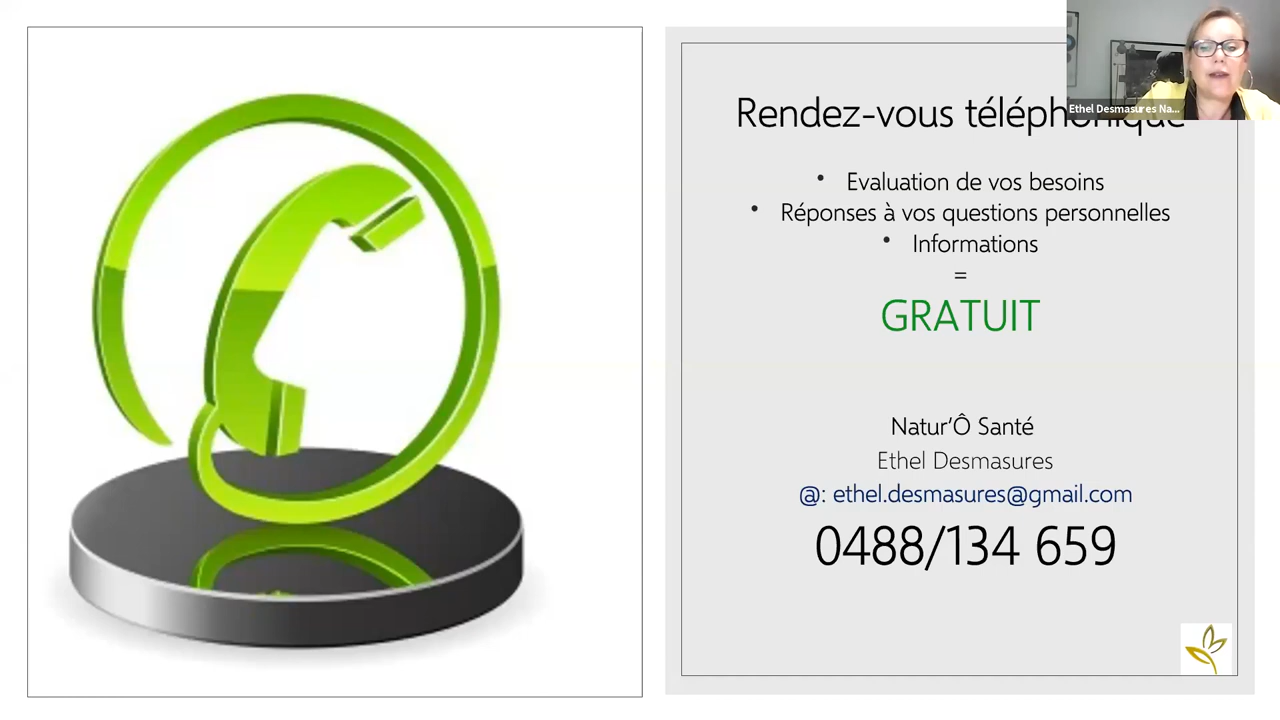 Ethel Desmasures Na...
Rendez-vous téléphonique
• Evaluation de vos besoins
• Réponses à vos questions personnelles
• Informations
=
GRATUIT
Natur'Ô Santé
Ethel Desmasures
@: ethel.desmasures@gmail.com
0488/134 659